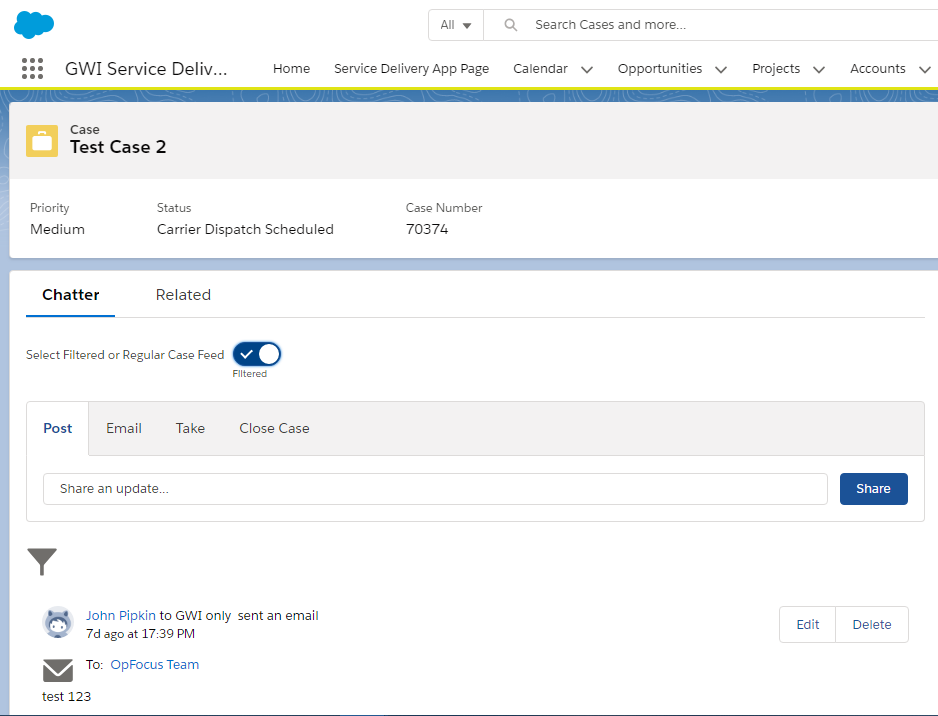 All
Search Cases and more...
GWI Service Deliv...
Home
Service Delivery App Page
Calendar
Opportunities
Projects
Accounts
Case
Test Case 2
Priority
Status
Case Number
Medium
Carrier Dispatch Scheduled
70374
Chatter
Related
Select Filtered or Regular Case Feed
Filtered
Post
Email
Take
Close Case
Share an update...
Share
John Pipkin to GWI only sent an email
7d ago at 17:39 PM
Edit
Delete
To: OpFocus Team
test 123